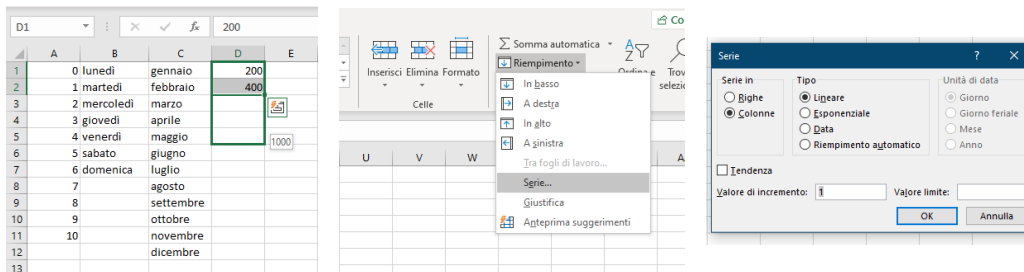 D1 fx 200
A B C D E
1 0 lunedì gennaio 200
2 1 martedì febbraio 400
3 2 mercoledì marzo
4 3 giovedì aprile
5 4 venerdì maggio 1000
6 5 sabato giugno
7 6 domenica luglio
8 7 agosto
9 8 settembre
10 9 ottobre
11 10 novembre
12 dicembre
13
Co
Somma automatica
Riempimento
Inserisci Elimina Formato
Celle
In basso
A destra
In alto
A sinistra
Tra fogli di lavoro...
Serie...
Giustifica
Anteprima suggerimenti
U V W
Serie ? ×
Serie in
Righe
Colonne
Tipo
Lineare
Esponenziale
Data
Riempimento automatico
Unità di data
Giorno
Giorno feriale
Mese
Anno
Tendenza
Valore di incremento: 1 Valore limite:
OK Annulla